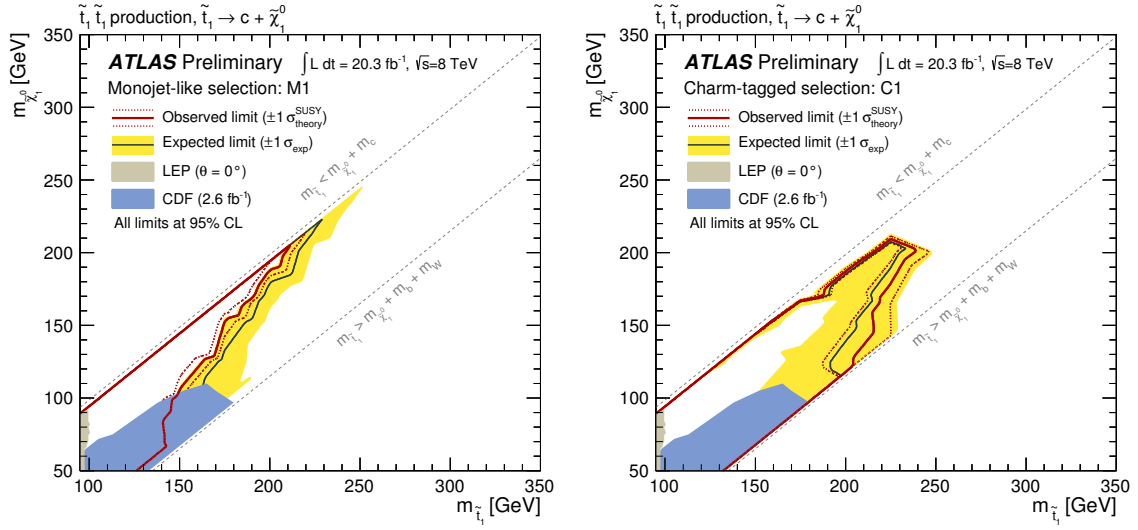 t̃₁ t̃₁ production, t̃₁ → c + χ̃₁⁰
ATLAS Preliminary ∫L dt = 20.3 fb⁻¹, √s=8 TeV
Monojet-like selection: M1
Observed limit (±1 σ_theory^SUSY)
Expected limit (±1 σ_exp)
LEP (θ = 0°)
CDF (2.6 fb⁻¹)
All limits at 95% CL
m_t̃₁ < m_χ̃₁⁰ + m_c
m_t̃₁ > m_χ̃₁⁰ + m_b + m_W
m_χ̃₁⁰ [GeV]
350
300
250
200
150
100
50
100 150 200 250 300 350
m_t̃₁ [GeV]
t̃₁ t̃₁ production, t̃₁ → c + χ̃₁⁰
ATLAS Preliminary ∫L dt = 20.3 fb⁻¹, √s=8 TeV
Charm-tagged selection: C1
Observed limit (±1 σ_theory^SUSY)
Expected limit (±1 σ_exp)
LEP (θ = 0°)
CDF (2.6 fb⁻¹)
All limits at 95% CL
m_t̃₁ < m_χ̃₁⁰ + m_c
m_t̃₁ > m_χ̃₁⁰ + m_b + m_W
m_χ̃₁⁰ [GeV]
350
300
250
200
150
100
50
100 150 200 250 300 350
m_t̃₁ [GeV]